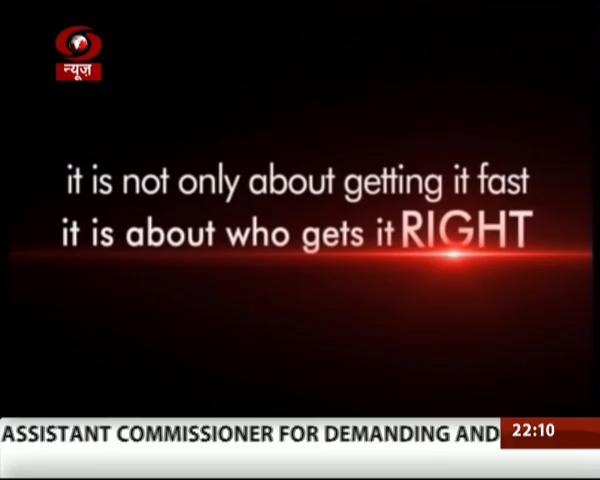 न्यूज़
it is not only about getting it fast
it is about who gets it RIGHT
ASSISTANT COMMISSIONER FOR DEMANDING AND
22:10